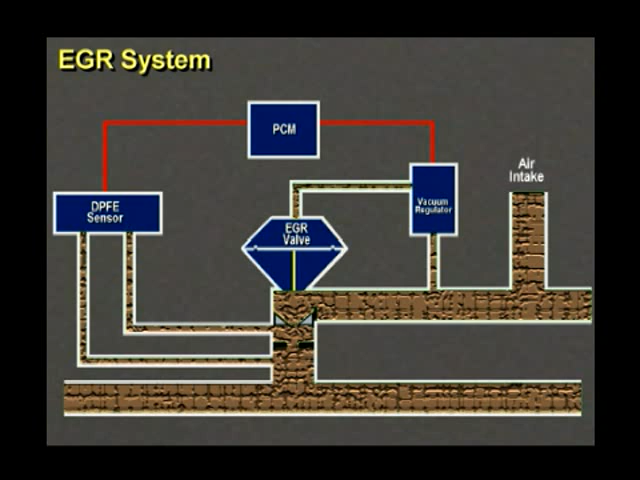 EGR System
PCM
Air
Intake
DPFE
Sensor
Vacuum
Regulator
EGR
Valve